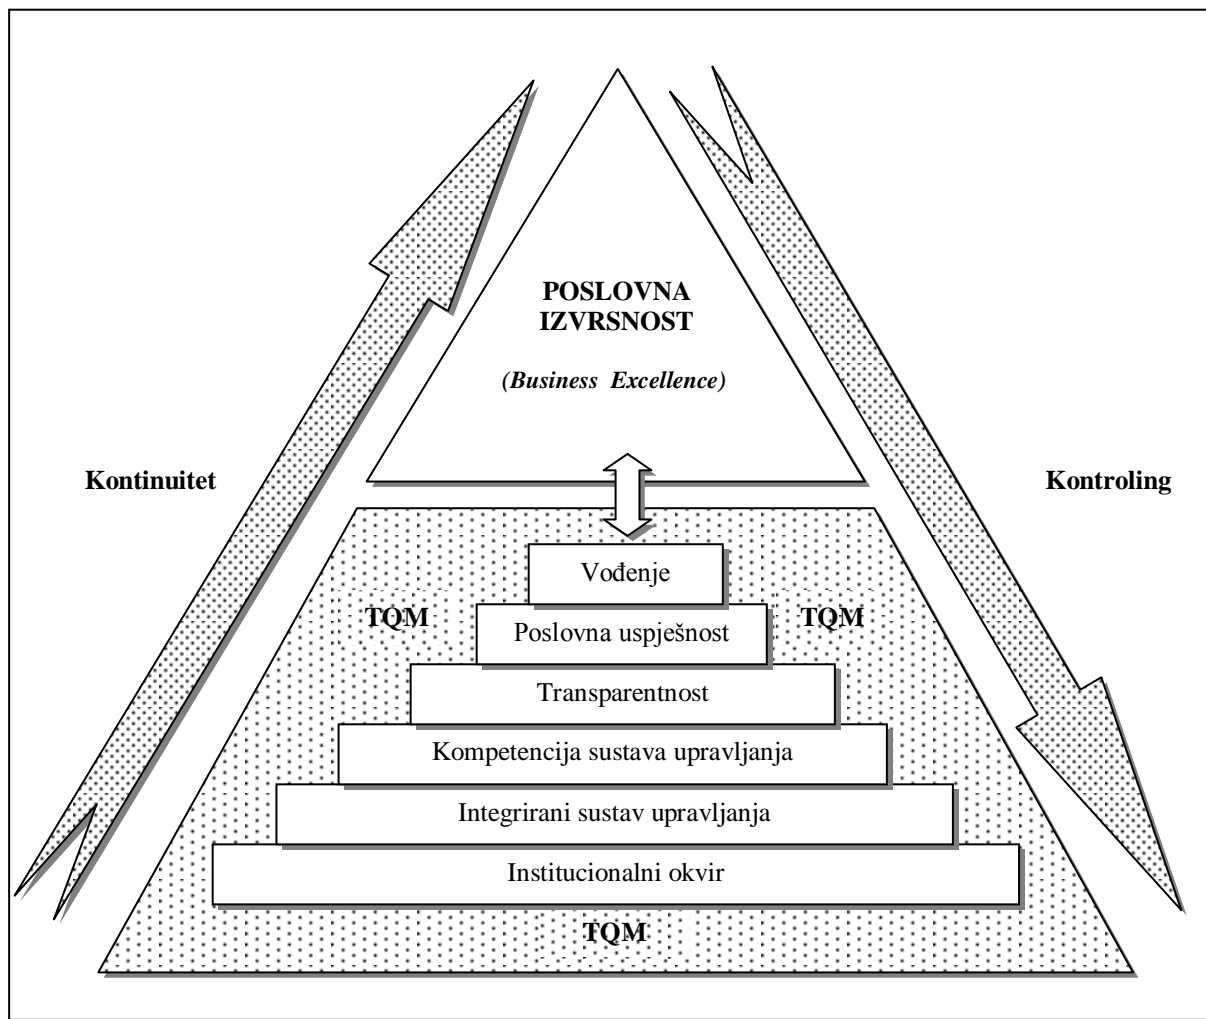 POSLOVNA
IZVRSNOST
(Business Excellence)
Kontinuitet
Kontroling
Vođenje
TQM
TQM
Poslovna uspješnost
Transparentnost
Kompetencija sustava upravljanja
Integrirani sustav upravljanja
Institucionalni okvir
TQM